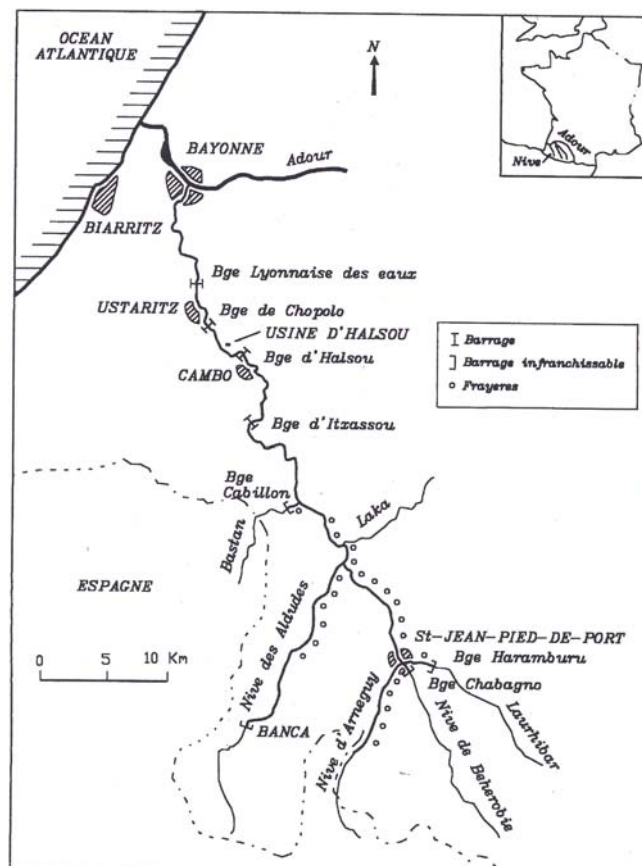 OCEAN
ATLANTIQUE
N
Adour
Nive
BAYONNE
Adour
BIARRITZ
Bge Lyonnaise des eaux
USTARITZ
Bge de Chopolo
USINE D'HALSOU
Bge d'Halsou
CAMBO
Barrage
Barrage infranchissable
Frayeres
Bge d'Itxassou
Bge
Cabillon
Laka
Bastan
ESPAGNE
Nive des Aldudes
St-JEAN-PIED-DE-PORT
Bge Haramburu
Bge Chabagno
0 5 10 Km
BANCA
Nive d'Arneguy
Nive de
Beherobie
Laurhibar